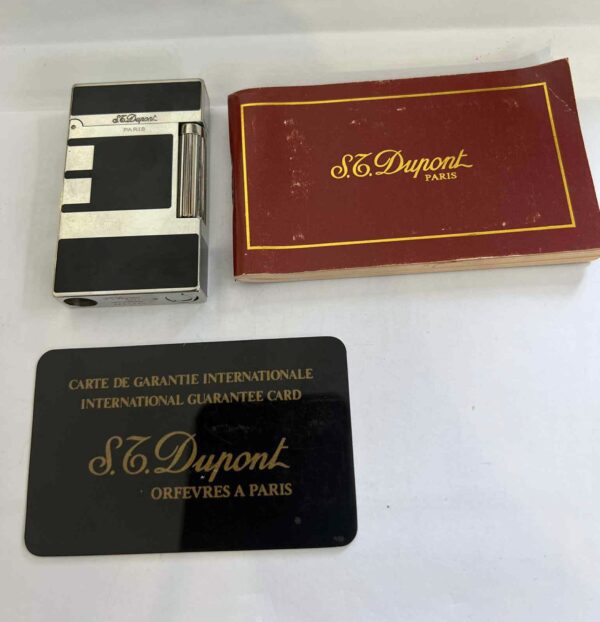 S.T. Dupont
PARIS
S.T. Dupont
PARIS
CARTE DE GARANTIE INTERNATIONALE
INTERNATIONAL GUARANTEE CARD
S.T. Dupont
ORFEVRES A PARIS